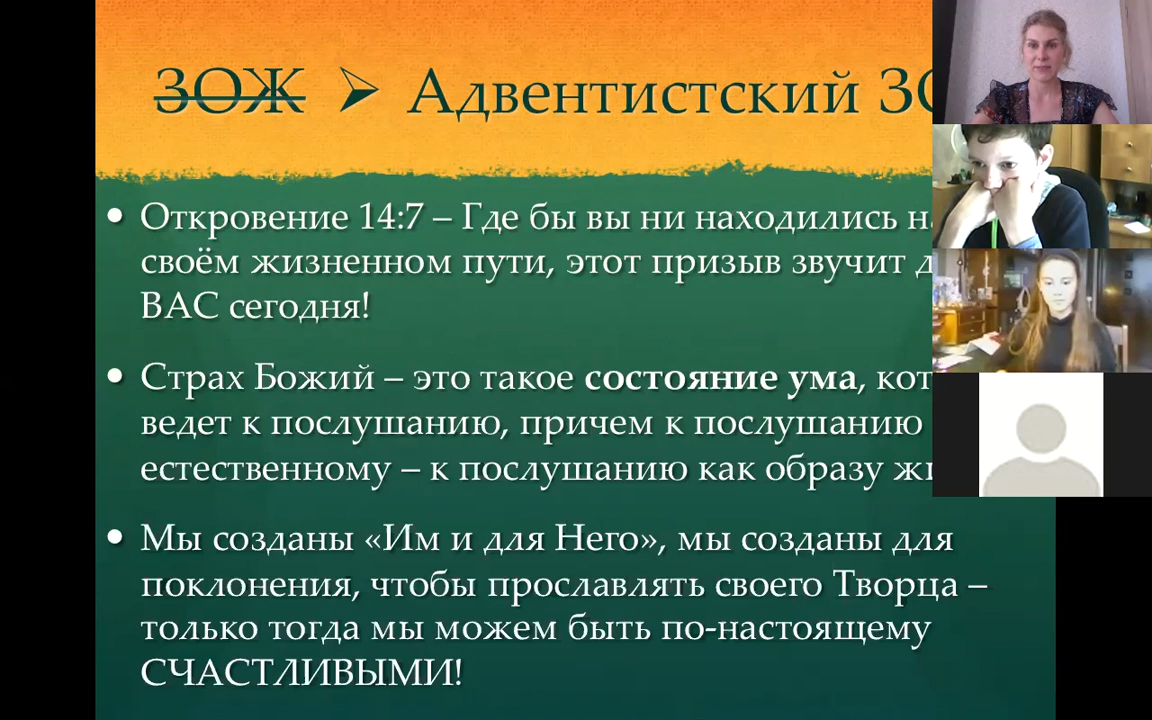 ЗОЖ ➢ Адвентистский
• Откровение 14:7 – Где бы вы ни находились
своём жизненном пути, этот призыв звучит
ВАС сегодня!
• Страх Божий – это такое состояние ума,
ведет к послушанию, причем к послушанию
естественному – к послушанию как образу
• Мы созданы «Им и для Него», мы созданы для
поклонения, чтобы прославлять своего Творца –
только тогда мы можем быть по-настоящему
СЧАСТЛИВЫМИ!